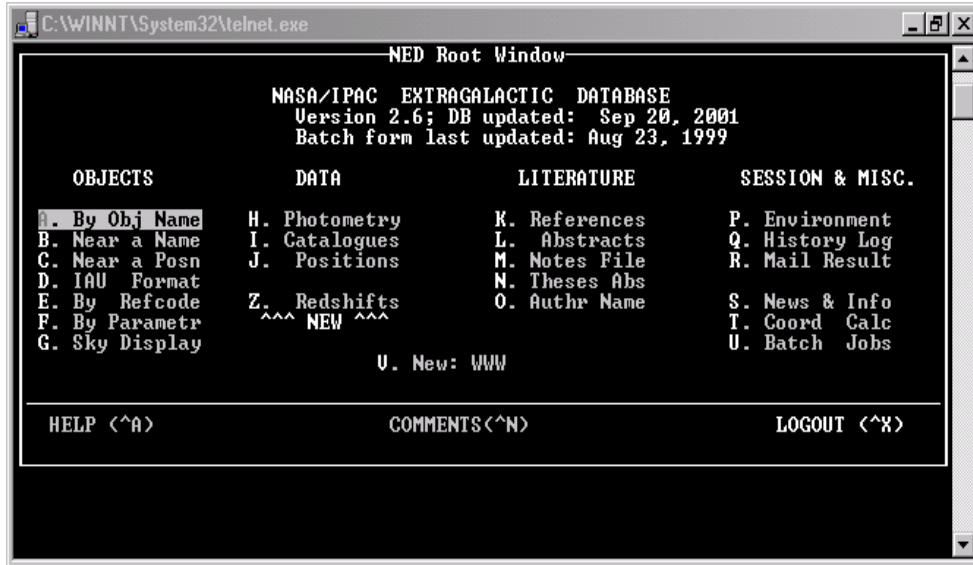 C:\WINNT\System32\telnet.exe
NED Root Window
NASA/IPAC EXTRAGALACTIC DATABASE
Version 2.6; DB updated: Sep 20, 2001
Batch form last updated: Aug 23, 1999
OBJECTS DATA LITERATURE SESSION & MISC.
A. By Obj Name H. Photometry K. References P. Environment
B. Near a Name I. Catalogues L. Abstracts Q. History Log
C. Near a Posn J. Positions M. Notes File R. Mail Result
D. IAU Format N. Theses Abs
E. By Refcode Z. Redshifts O. Authr Name S. News & Info
F. By Parametr ^^^ NEW ^^^ T. Coord Calc
G. Sky Display U. Batch Jobs
V. New: WWW
HELP (^A) COMMENTS(^N) LOGOUT (^X)